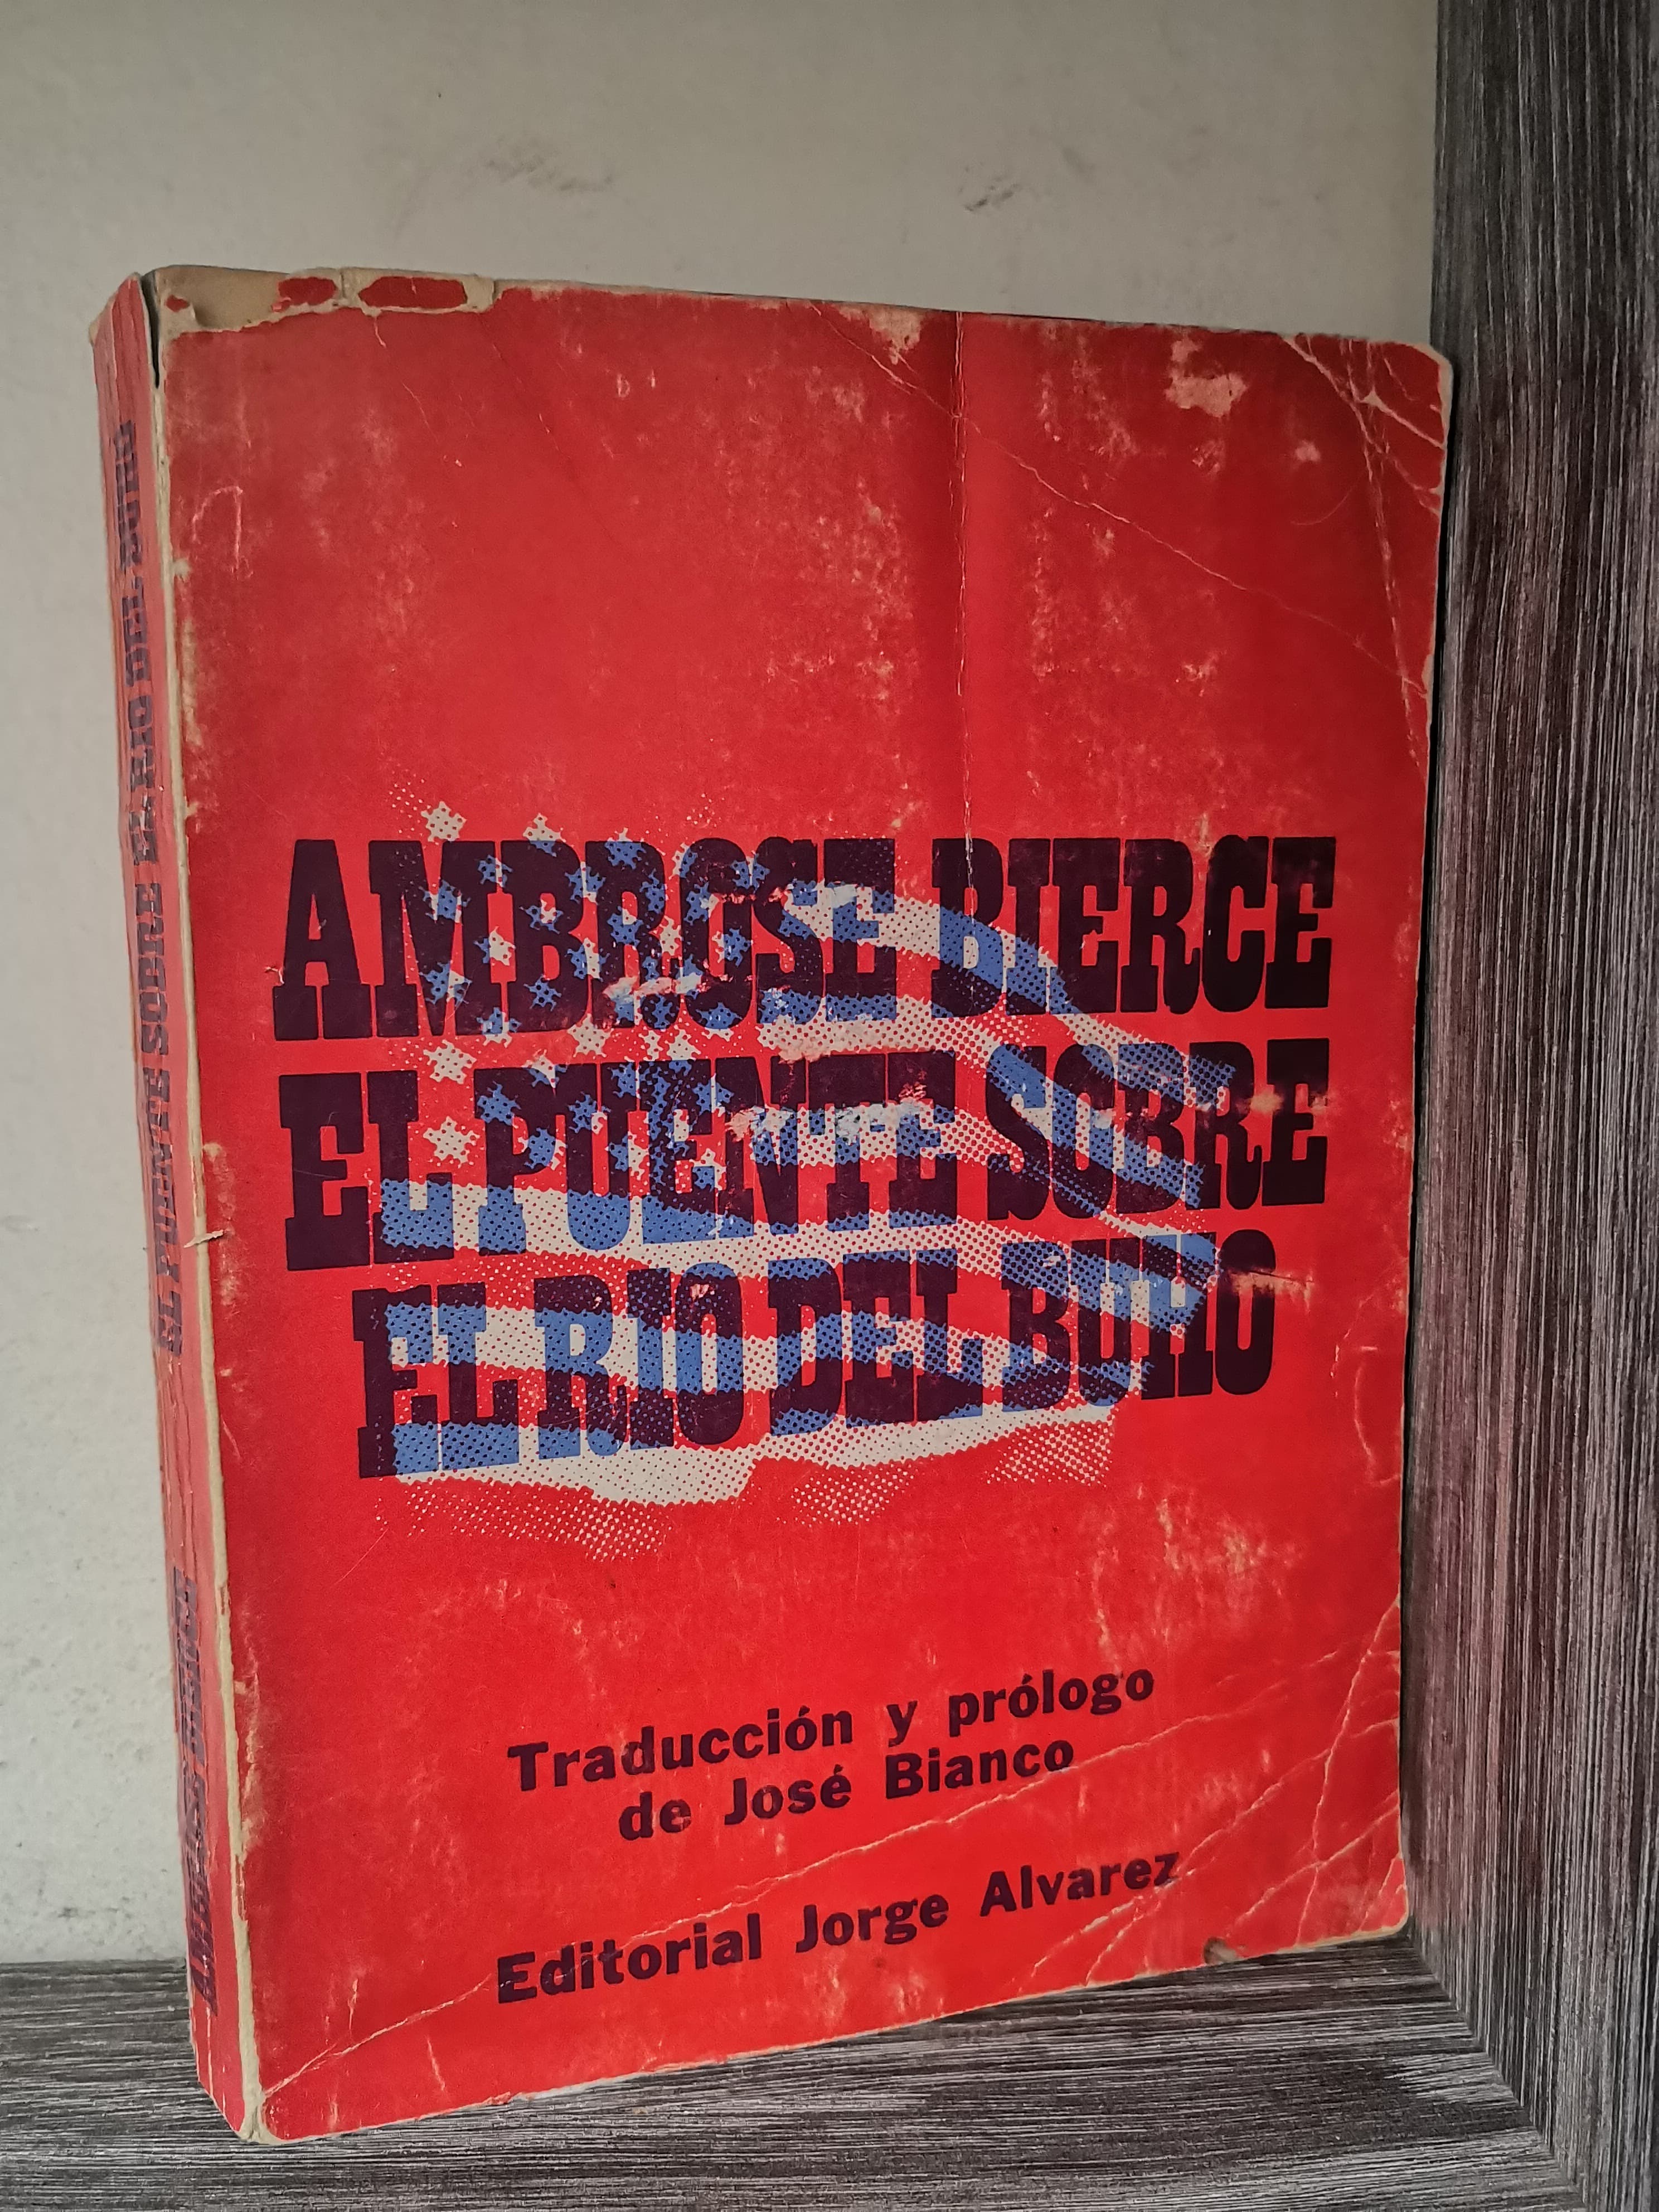 AMBROSE BIERCE
EL PUENTE SOBRE
EL RIO DEL BUHO
Traducción y prólogo
de José Bianco
Editorial Jorge Alvarez
AMBROSE BIERCE EL PUENTE SOBRE EL RIO DEL BUHO